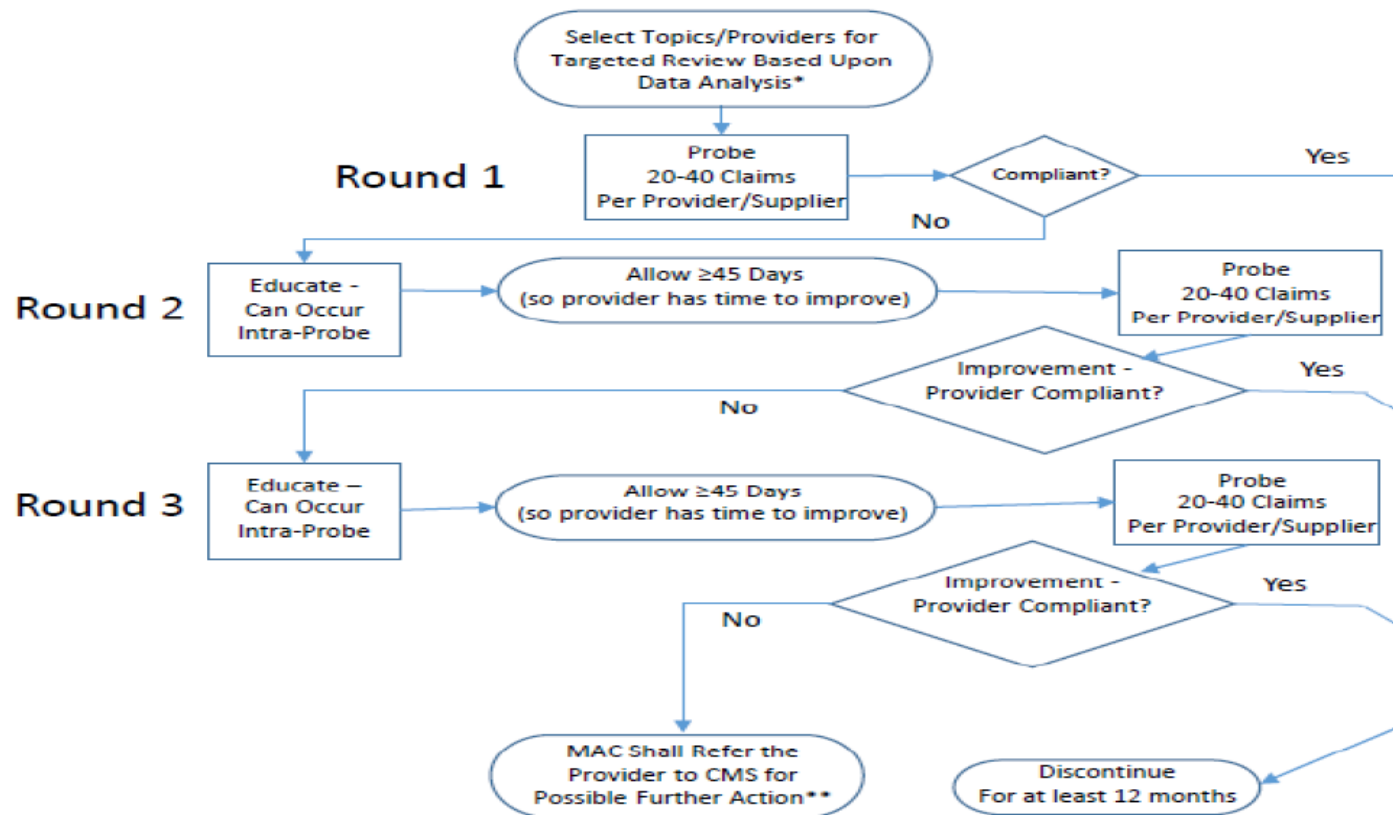 Select Topics/Providers for
Targeted Review Based Upon
Data Analysis*
Round 1
Probe
20-40 Claims
Per Provider/Supplier
Compliant?
Yes
No
Round 2
Educate -
Can Occur
Intra-Probe
Allow ≥45 Days
(so provider has time to improve)
Probe
20-40 Claims
Per Provider/Supplier
Improvement -
Provider Compliant?
Yes
No
Round 3
Educate –
Can Occur
Intra-Probe
Allow ≥45 Days
(so provider has time to improve)
Probe
20-40 Claims
Per Provider/Supplier
Improvement -
Provider Compliant?
Yes
No
MAC Shall Refer the
Provider to CMS for
Possible Further Action**
Discontinue
For at least 12 months